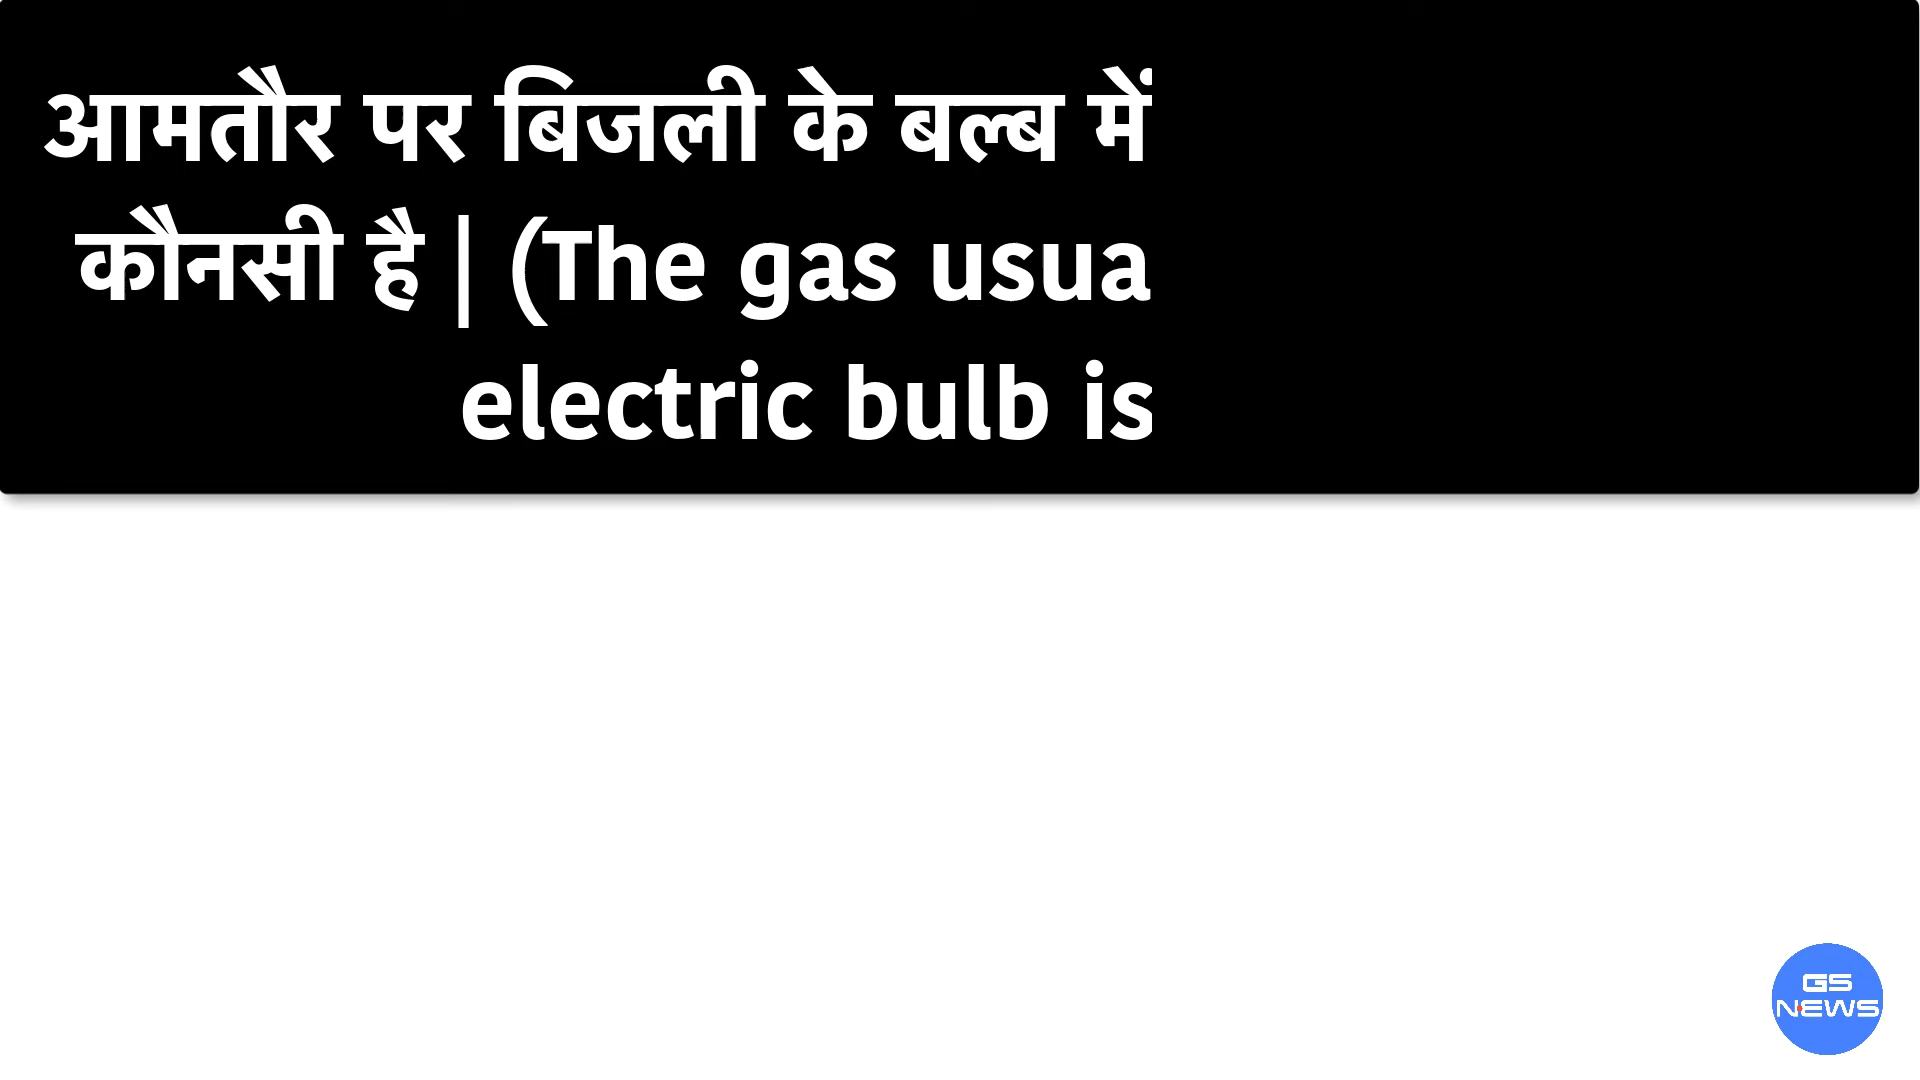 आमतौर पर बिजली के बल्ब में
कौनसी है | (The gas usua
electric bulb is
GS
NEWS